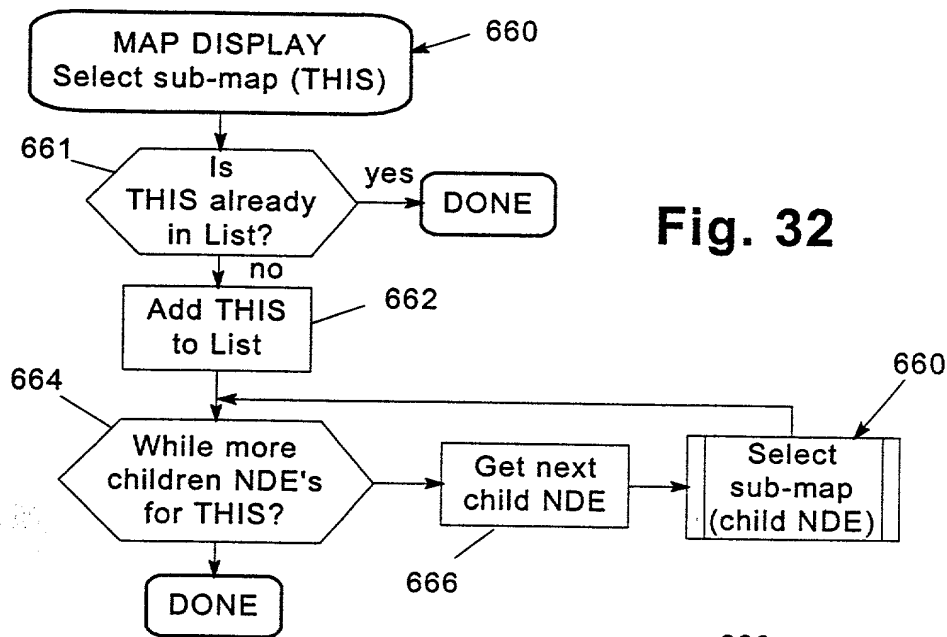 MAP DISPLAY
Select sub-map (THIS)
660
661
Is
THIS already
in List?
yes
DONE
Fig. 32
no
Add THIS
to List
662
664
While more
children NDE's
for THIS?
Get next
child NDE
666
660
Select
sub-map
(child NDE)
DONE